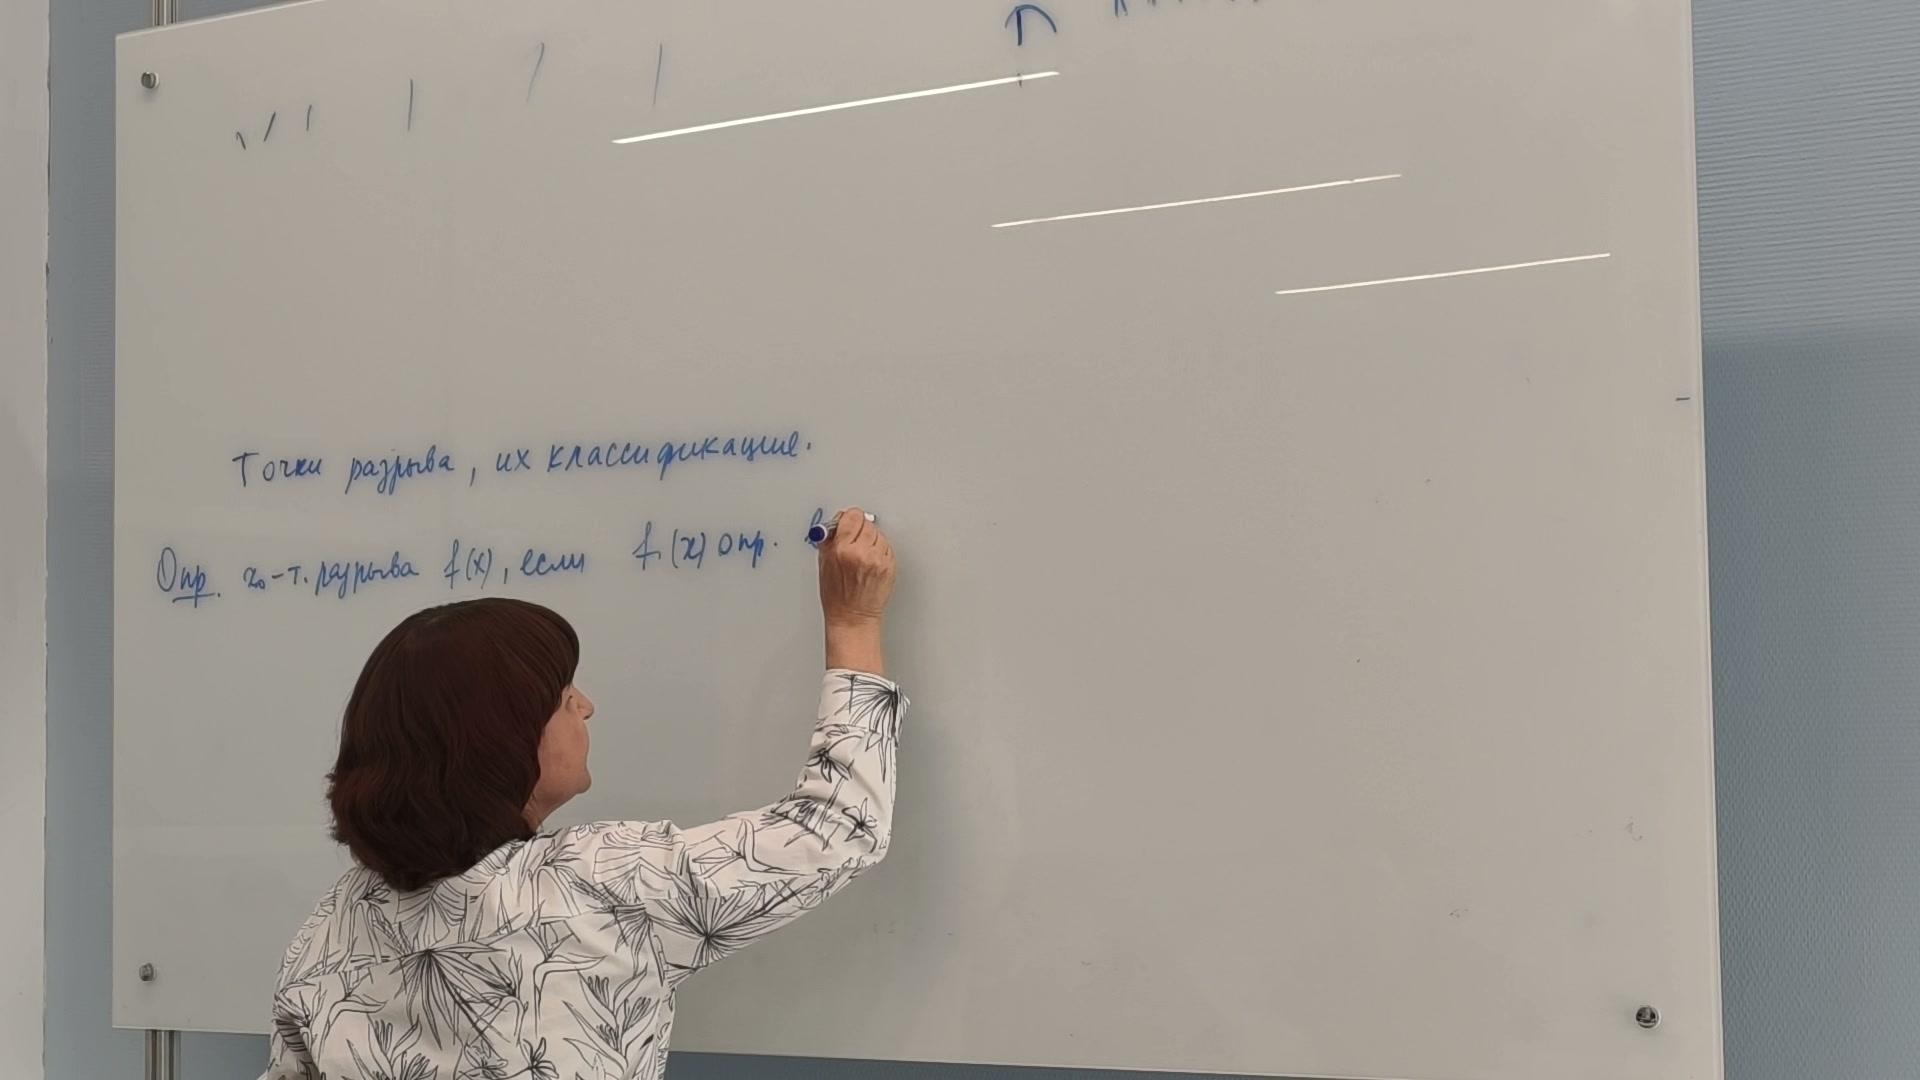 Точки разрыва, их классификация.
Опр. x₀ - т. разрыва f(x), если f(x) опр. в